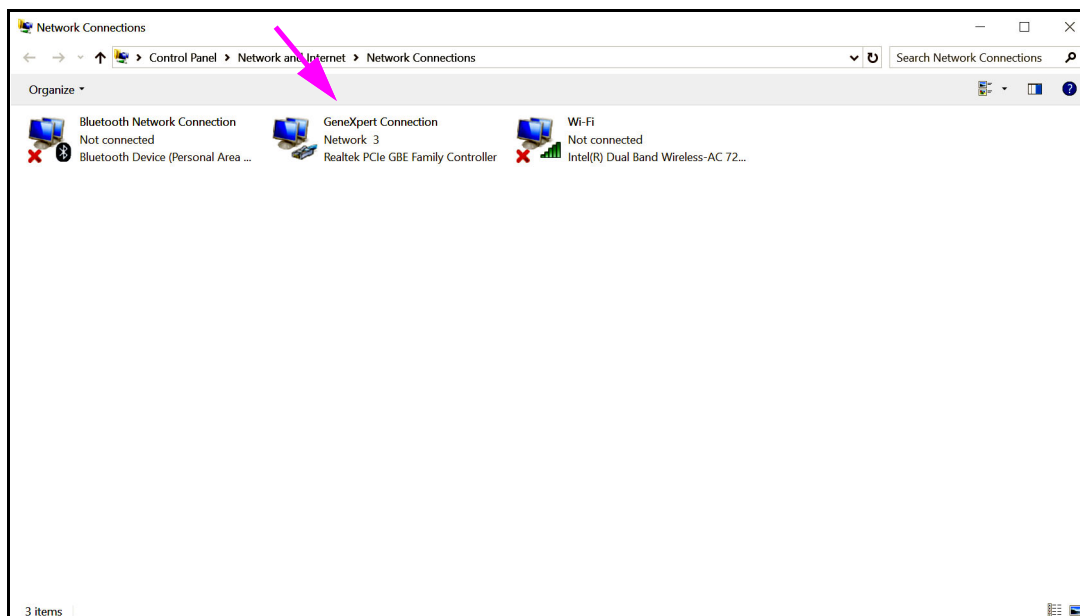 Network Connections
Control Panel > Network and Internet > Network Connections
Search Network Connections
Organize
Bluetooth Network Connection
Not connected
Bluetooth Device (Personal Area ...
GeneXpert Connection
Network 3
Realtek PCIe GBE Family Controller
Wi-Fi
Not connected
Intel(R) Dual Band Wireless-AC 72...
3 items